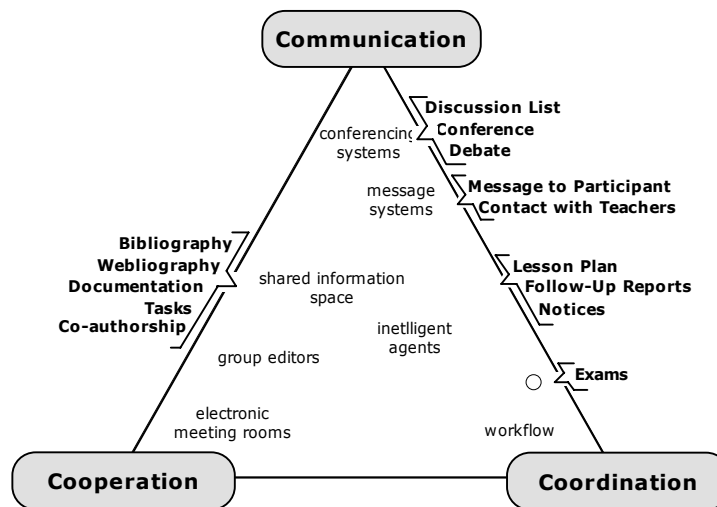 Communication
Discussion List
Conference
Debate
conferencing
systems
Message to Participant
Contact with Teachers
message
systems
Bibliography
Webliography
Documentation
Tasks
Co-authorship
shared information
space
Lesson Plan
Follow-Up Reports
Notices
inetlligent
agents
group editors
Exams
electronic
meeting rooms
workflow
Cooperation
Coordination